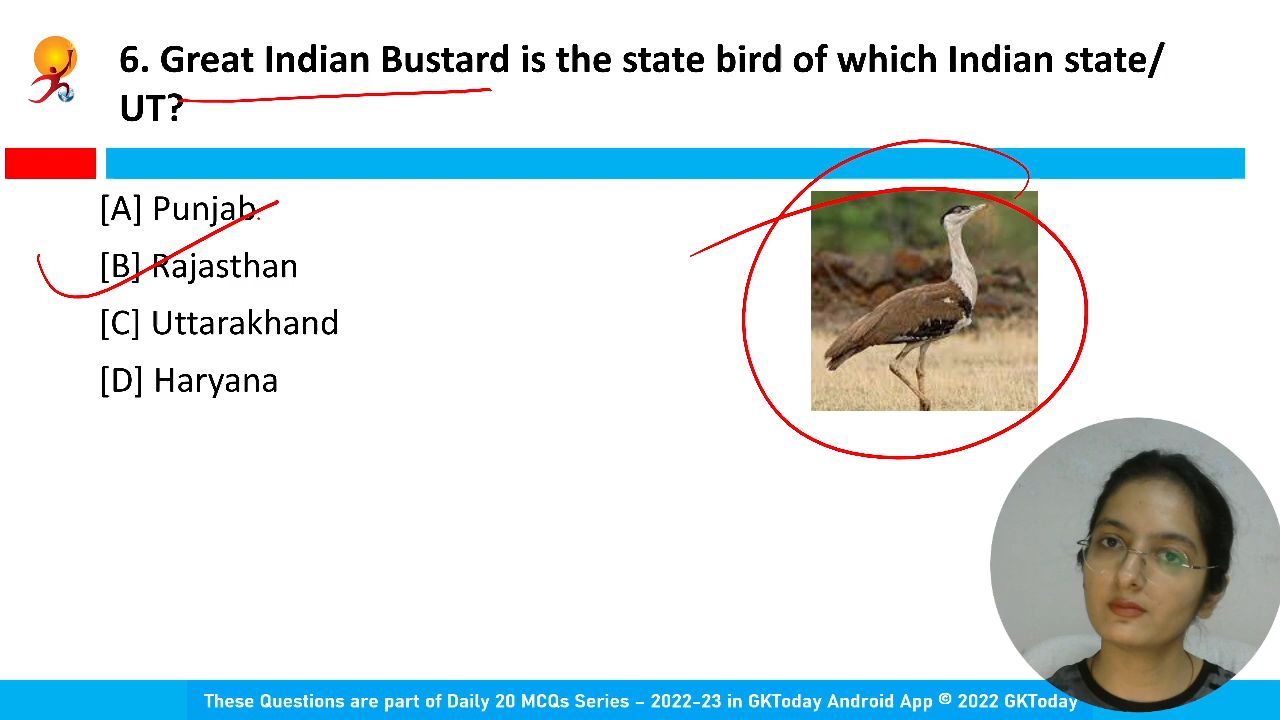 6. Great Indian Bustard is the state bird of which Indian state/
UT?
[A] Punjab
[B] Rajasthan
[C] Uttarakhand
[D] Haryana
These Questions are part of Daily 20 MCQs Series – 2022-23 in GKToday Android App © 2022 GKToday